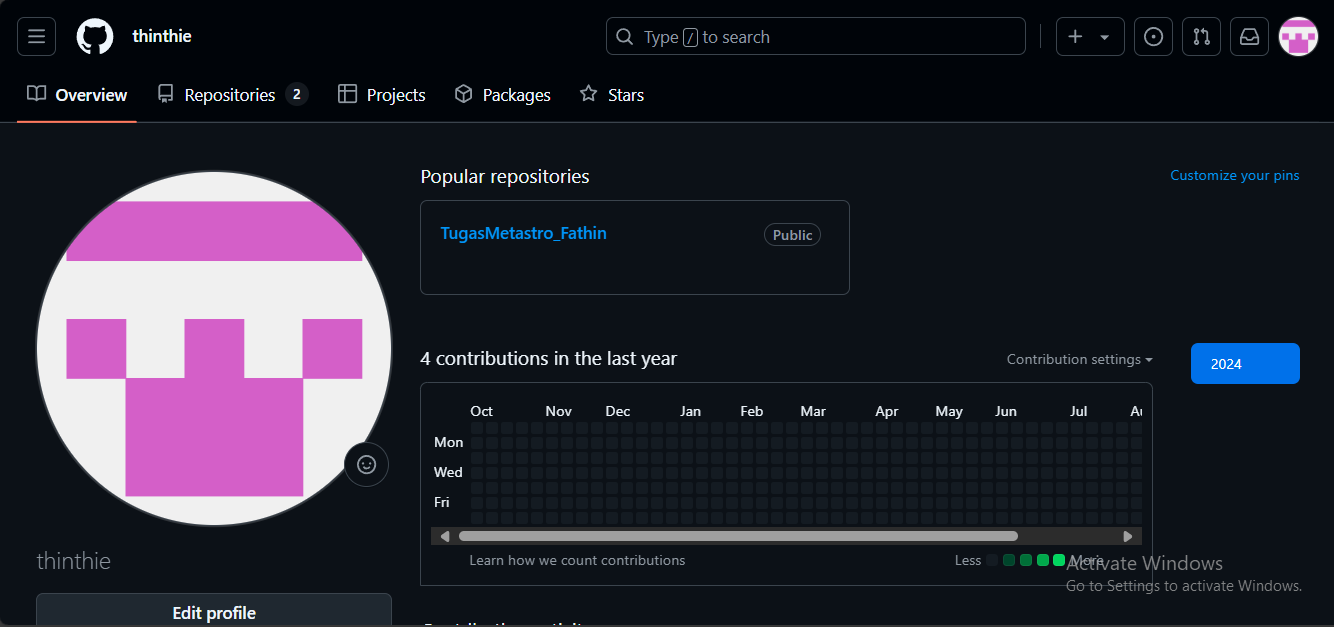 thinthie
Type / to search
Overview
Repositories 2
Projects
Packages
Stars
Popular repositories
Customize your pins
TugasMetastro_Fathin
Public
4 contributions in the last year
Contribution settings
2024
Oct Nov Dec Jan Feb Mar Apr May Jun Jul
Mon
Wed
Fri
Learn how we count contributions
Less
More
thinthie
Edit profile
Activate Windows
Go to Settings to activate Windows.